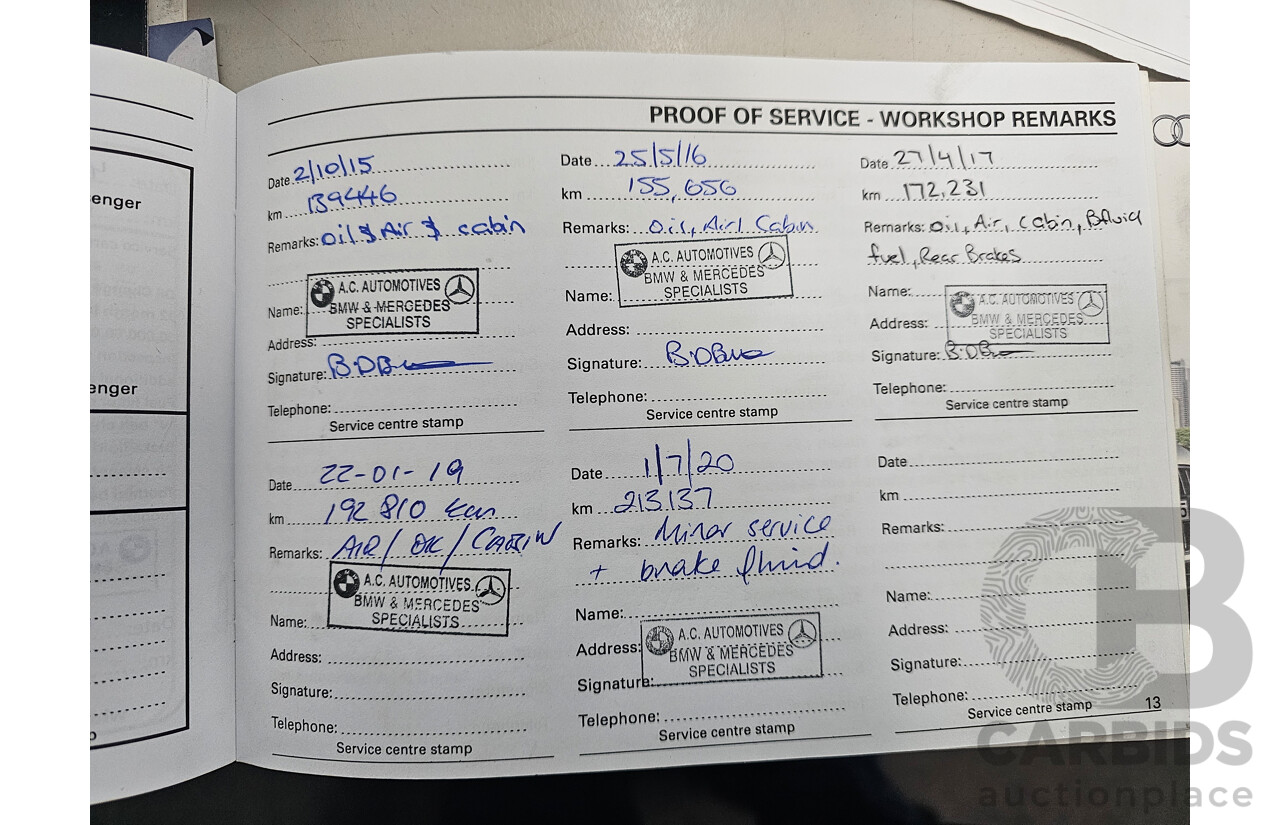 enger
enger
PROOF OF SERVICE - WORKSHOP REMARKS
Date 2/10/15
km 139446
Remarks: oil & Air & cabin
A.C. AUTOMOTIVES
Name: BMW & MERCEDES
SPECIALISTS
Address:
Signature: B.D
Telephone:
Service centre stamp
Date 25/5/16
km 155,656
Remarks: Oil, Air, Cabin
A.C. AUTOMOTIVES
BMW & MERCEDES
Name: SPECIALISTS
Address:
Signature: B.D
Telephone:
Service centre stamp
Date 27/4/17
km 172,231
Remarks: Oil, Air, Cabin, Bfluid
fuel, Rear Brakes
Name: A.C. AUTOMOTIVES
Address: BMW & MERCEDES
SPECIALISTS
Signature: B.D
Telephone:
Service centre stamp
Date 22-01-19
km 192 810 km
Remarks: AIR / OIL / CABIN
A.C. AUTOMOTIVES
BMW & MERCEDES
Name: SPECIALISTS
Address:
Signature:
Telephone:
Service centre stamp
Date 1/7/20
km 213137
Remarks: Minor service
+ brake fluid.
Name:
A.C. AUTOMOTIVES
Address: BMW & MERCEDES
Signature: SPECIALISTS
Telephone:
Service centre stamp
Date
km
Remarks:
Name:
Address:
Signature:
Telephone:
Service centre stamp
13
CARBIDS
auctionplace